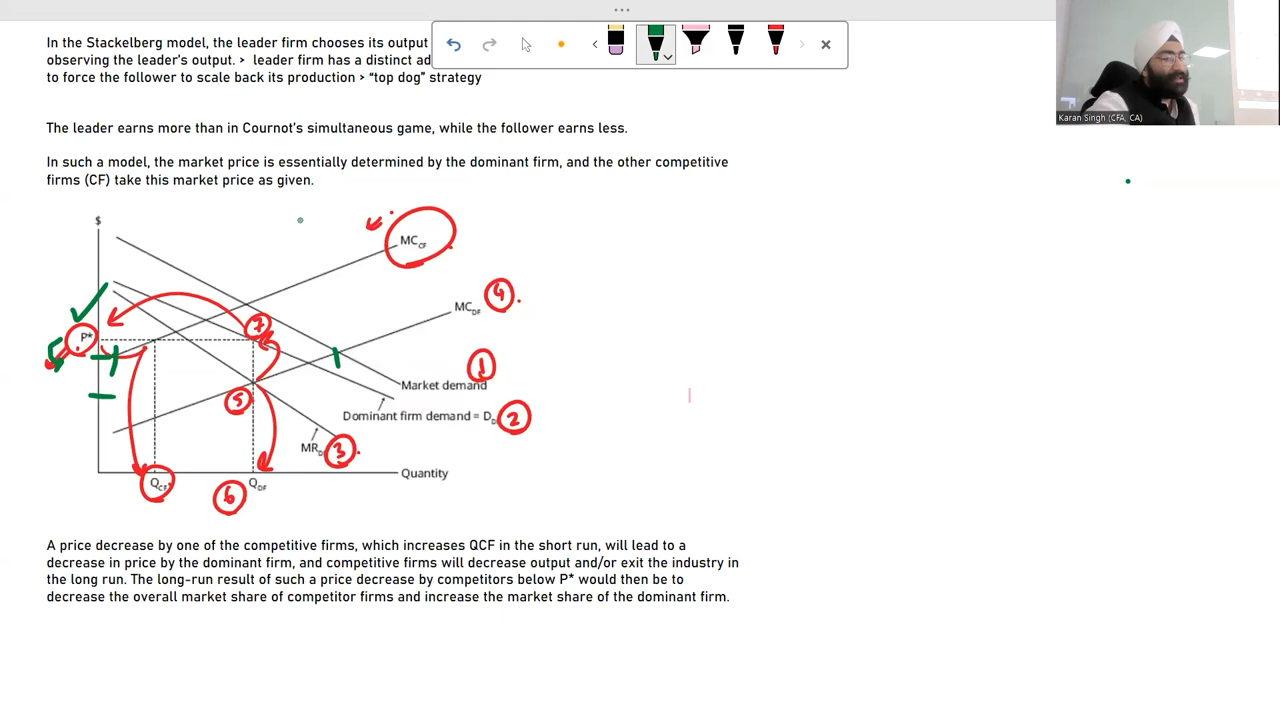 In the Stackelberg model, the leader firm chooses its output
observing the leader's output. > leader firm has a distinct ad
to force the follower to scale back its production > “top dog” strategy
Karan Singh (CFA, CA)
The leader earns more than in Cournot's simultaneous game, while the follower earns less.
In such a model, the market price is essentially determined by the dominant firm, and the other competitive
firms (CF) take this market price as given.
$
MC CF
MC DF
4
7
P*
1
Market demand
5
Dominant firm demand = D
2
MR
3
Quantity
Q CF
6
Q DF
A price decrease by one of the competitive firms, which increases QCF in the short run, will lead to a
decrease in price by the dominant firm, and competitive firms will decrease output and/or exit the industry in
the long run. The long-run result of such a price decrease by competitors below P* would then be to
decrease the overall market share of competitor firms and increase the market share of the dominant firm.